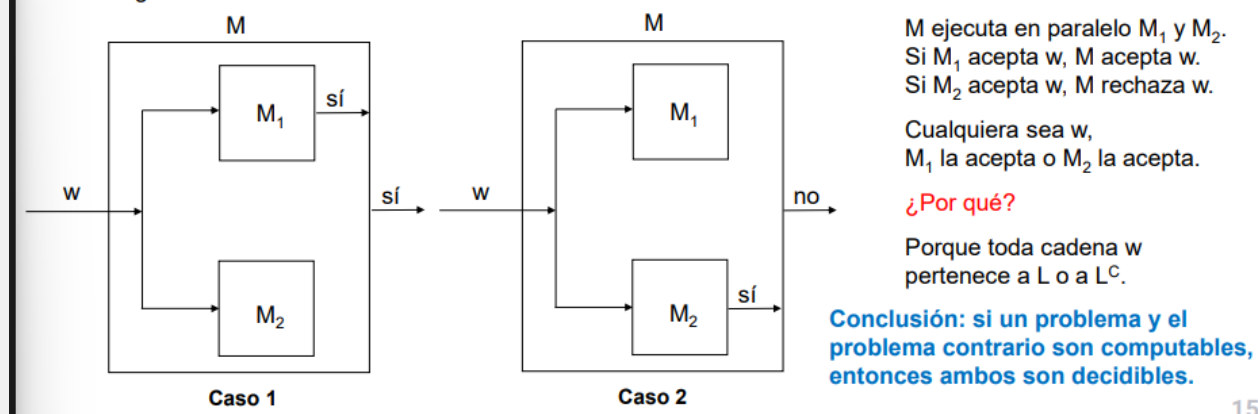 M
M₁
sí
w
sí
M₂
Caso 1
M
M₁
w
no
M₂
sí
Caso 2
M ejecuta en paralelo M₁ y M₂.
Si M₁ acepta w, M acepta w.
Si M₂ acepta w, M rechaza w.
Cualquiera sea w,
M₁ la acepta o M₂ la acepta.
¿Por qué?
Porque toda cadena w
pertenece a L o a Lᶜ.
Conclusión: si un problema y el
problema contrario son computables,
entonces ambos son decidibles.
15